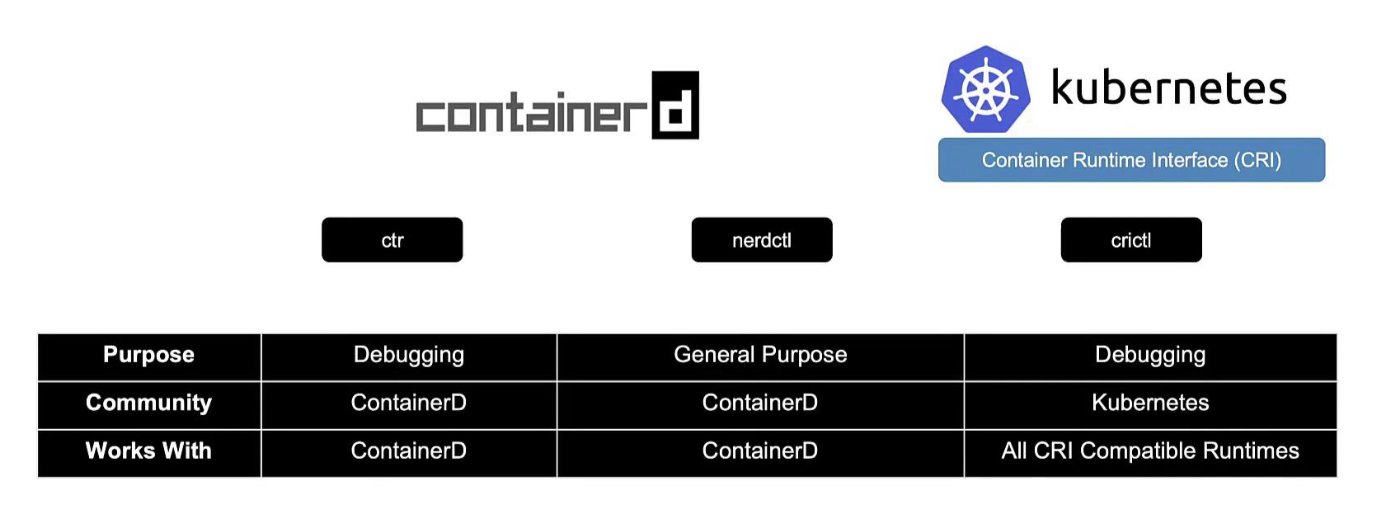 containerd
kubernetes
Container Runtime Interface (CRI)
ctr
nerdctl
crictl
Purpose Debugging General Purpose Debugging
Community ContainerD ContainerD Kubernetes
Works With ContainerD ContainerD All CRI Compatible Runtimes